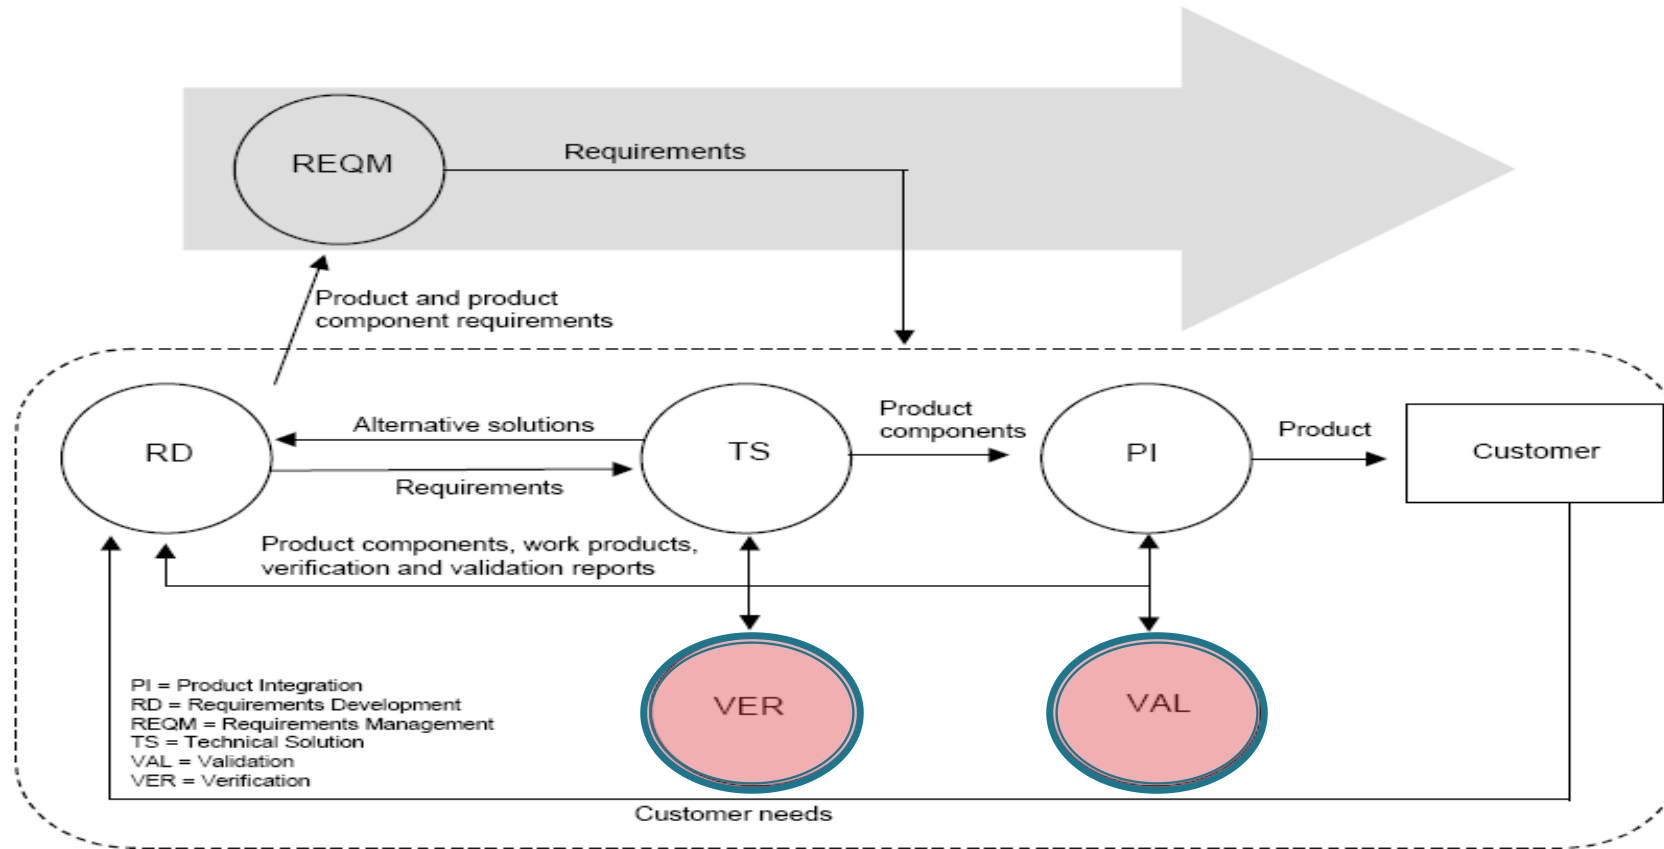 REQM
Requirements
Product and product
component requirements
RD
Alternative solutions
Requirements
TS
Product
components
PI
Product
Customer
Product components, work products,
verification and validation reports
PI = Product Integration
RD = Requirements Development
REQM = Requirements Management
TS = Technical Solution
VAL = Validation
VER = Verification
VER
VAL
Customer needs